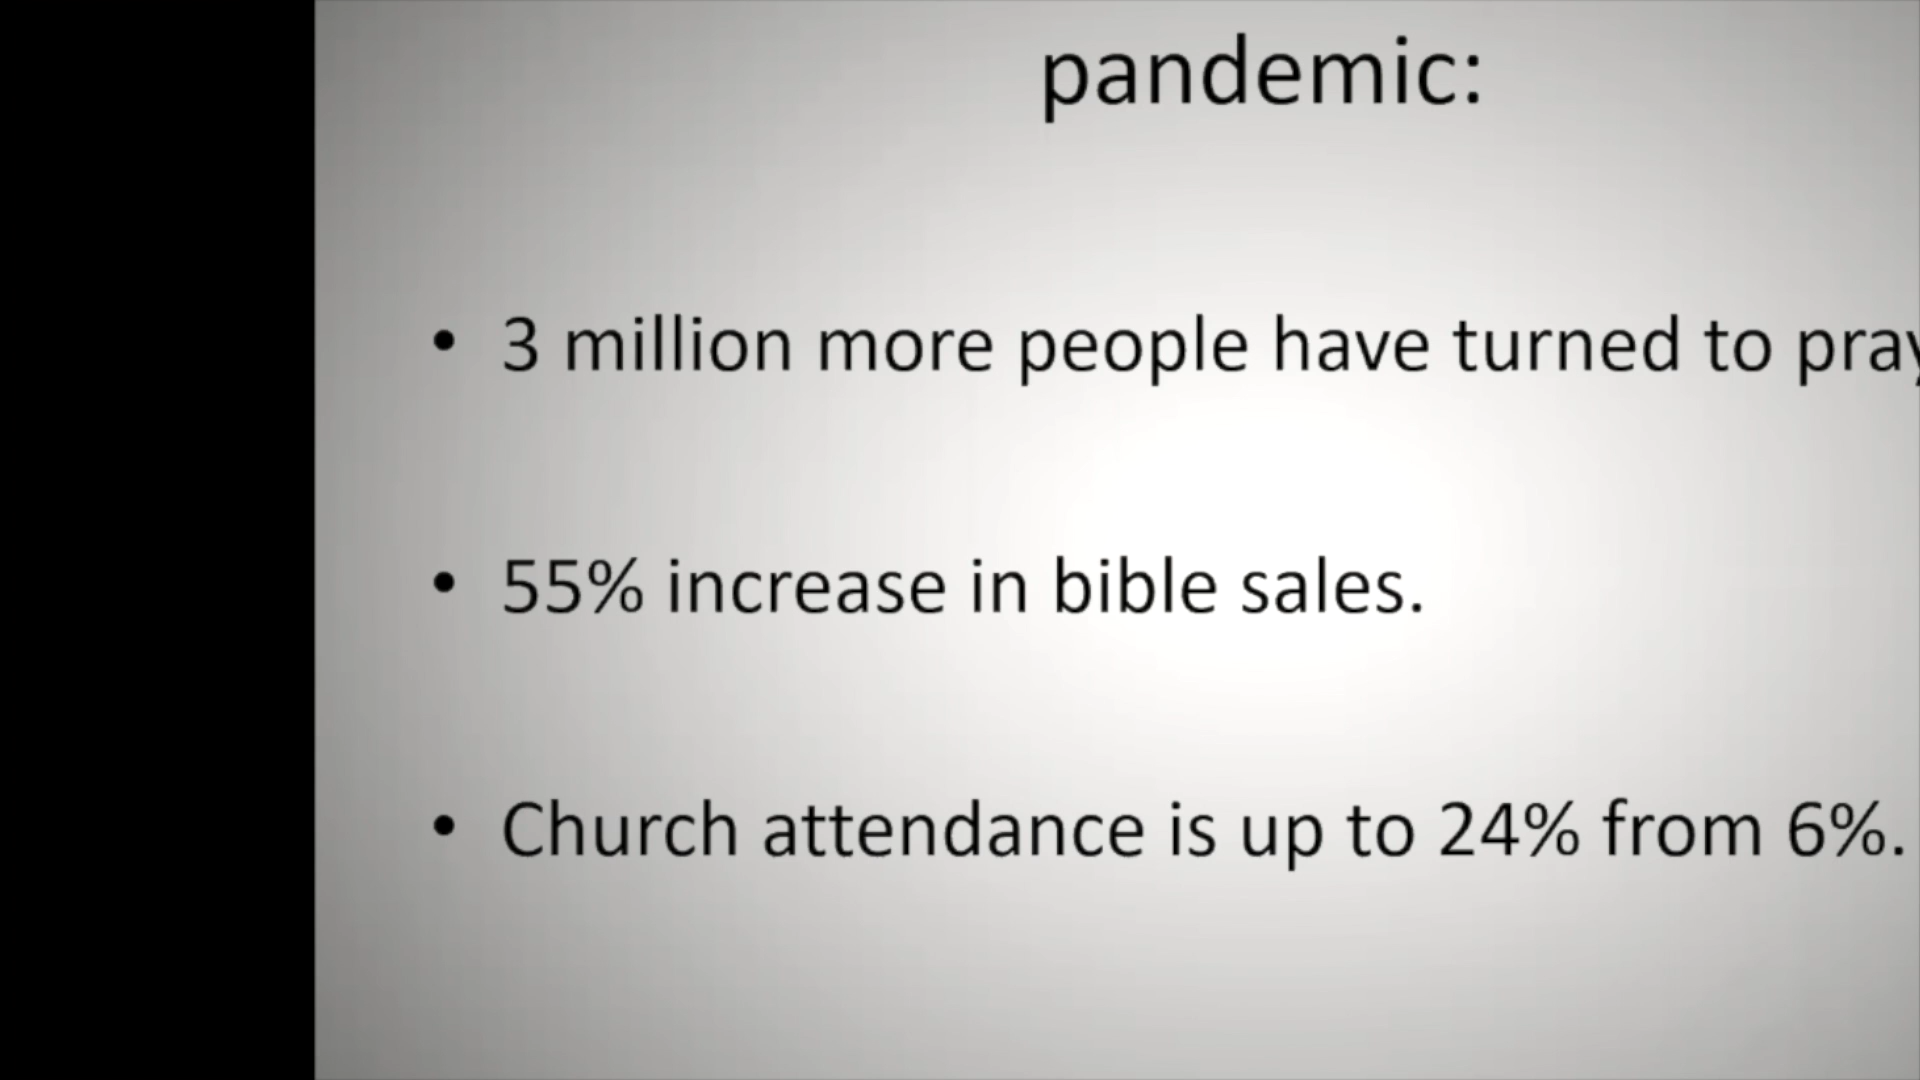 pandemic:
• 3 million more people have turned to pray
• 55% increase in bible sales.
• Church attendance is up to 24% from 6%.